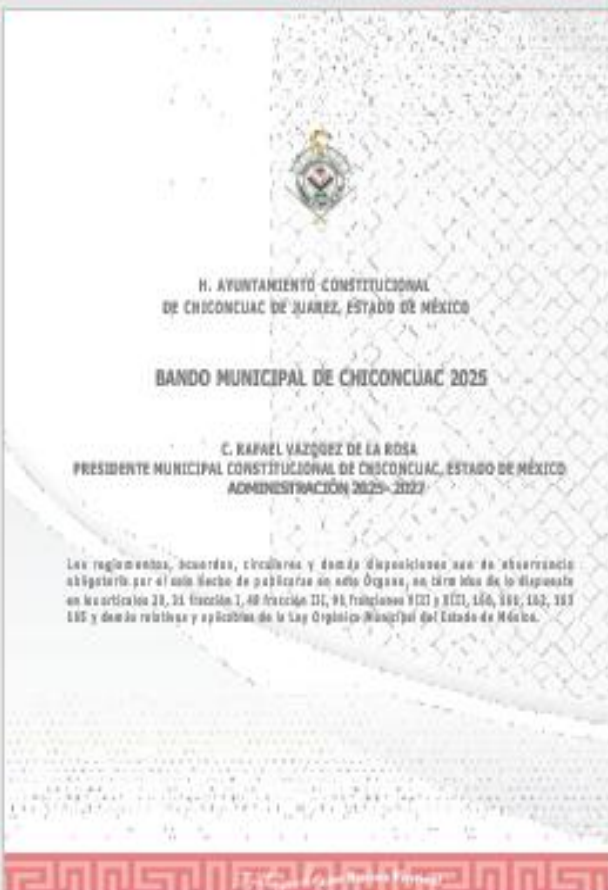 H. AYUNTAMIENTO CONSTITUCIONAL
DE CHICONCUAC DE JUAREZ, ESTADO DE MÉXICO
BANDO MUNICIPAL DE CHICONCUAC 2025
C. RAFAEL VAZQUEZ DE LA ROSA
PRESIDENTE MUNICIPAL CONSTITUCIONAL DE CHICONCUAC, ESTADO DE MÉXICO
ADMINISTRACIÓN 2025-2027
Los reglamentos, acuerdos, circulares y demás disposiciones son de observancia
obligatoria por el solo hecho de publicarse en este Órgano, en términos de lo dispuesto
en los artículos 31 fracción I, 48 fracción III, 91 fracciones VIII y XIII, 160, 161, 162, 163
165 y demás relativos y aplicables de la Ley Orgánica Municipal del Estado de México.